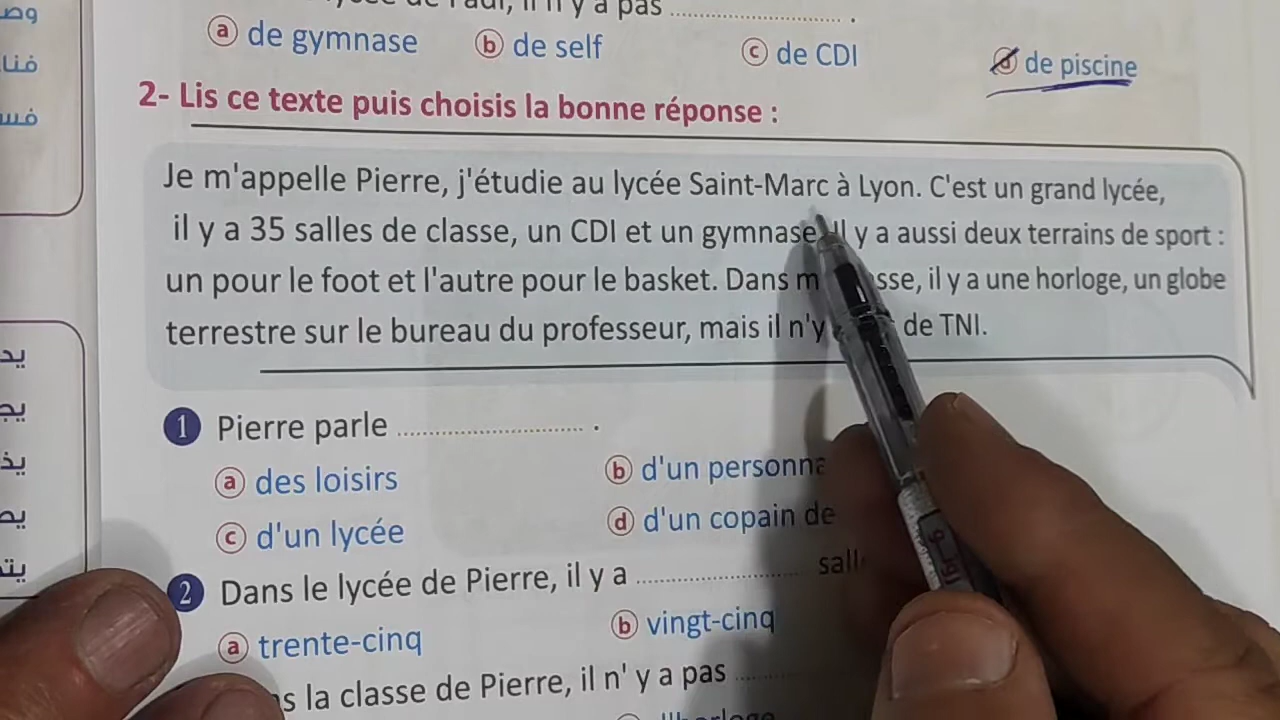 y a pas .
ⓐ de gymnase ⓑ de self ⓒ de CDI ⓓ de piscine
2- Lis ce texte puis choisis la bonne réponse :
Je m'appelle Pierre, j'étudie au lycée Saint-Marc à Lyon. C'est un grand lycée,
il y a 35 salles de classe, un CDI et un gymnase. Il y a aussi deux terrains de sport :
un pour le foot et l'autre pour le basket. Dans il y a une horloge, un globe
terrestre sur le bureau du professeur, mais il n'y de TNI.
1 Pierre parle .
ⓐ des loisirs ⓑ d'un
ⓒ d'un lycée ⓓ d'un copain de
2 Dans le lycée de Pierre, il y a
ⓐ trente-cinq ⓑ vingt-cinq
la classe de Pierre, il n' y a pas